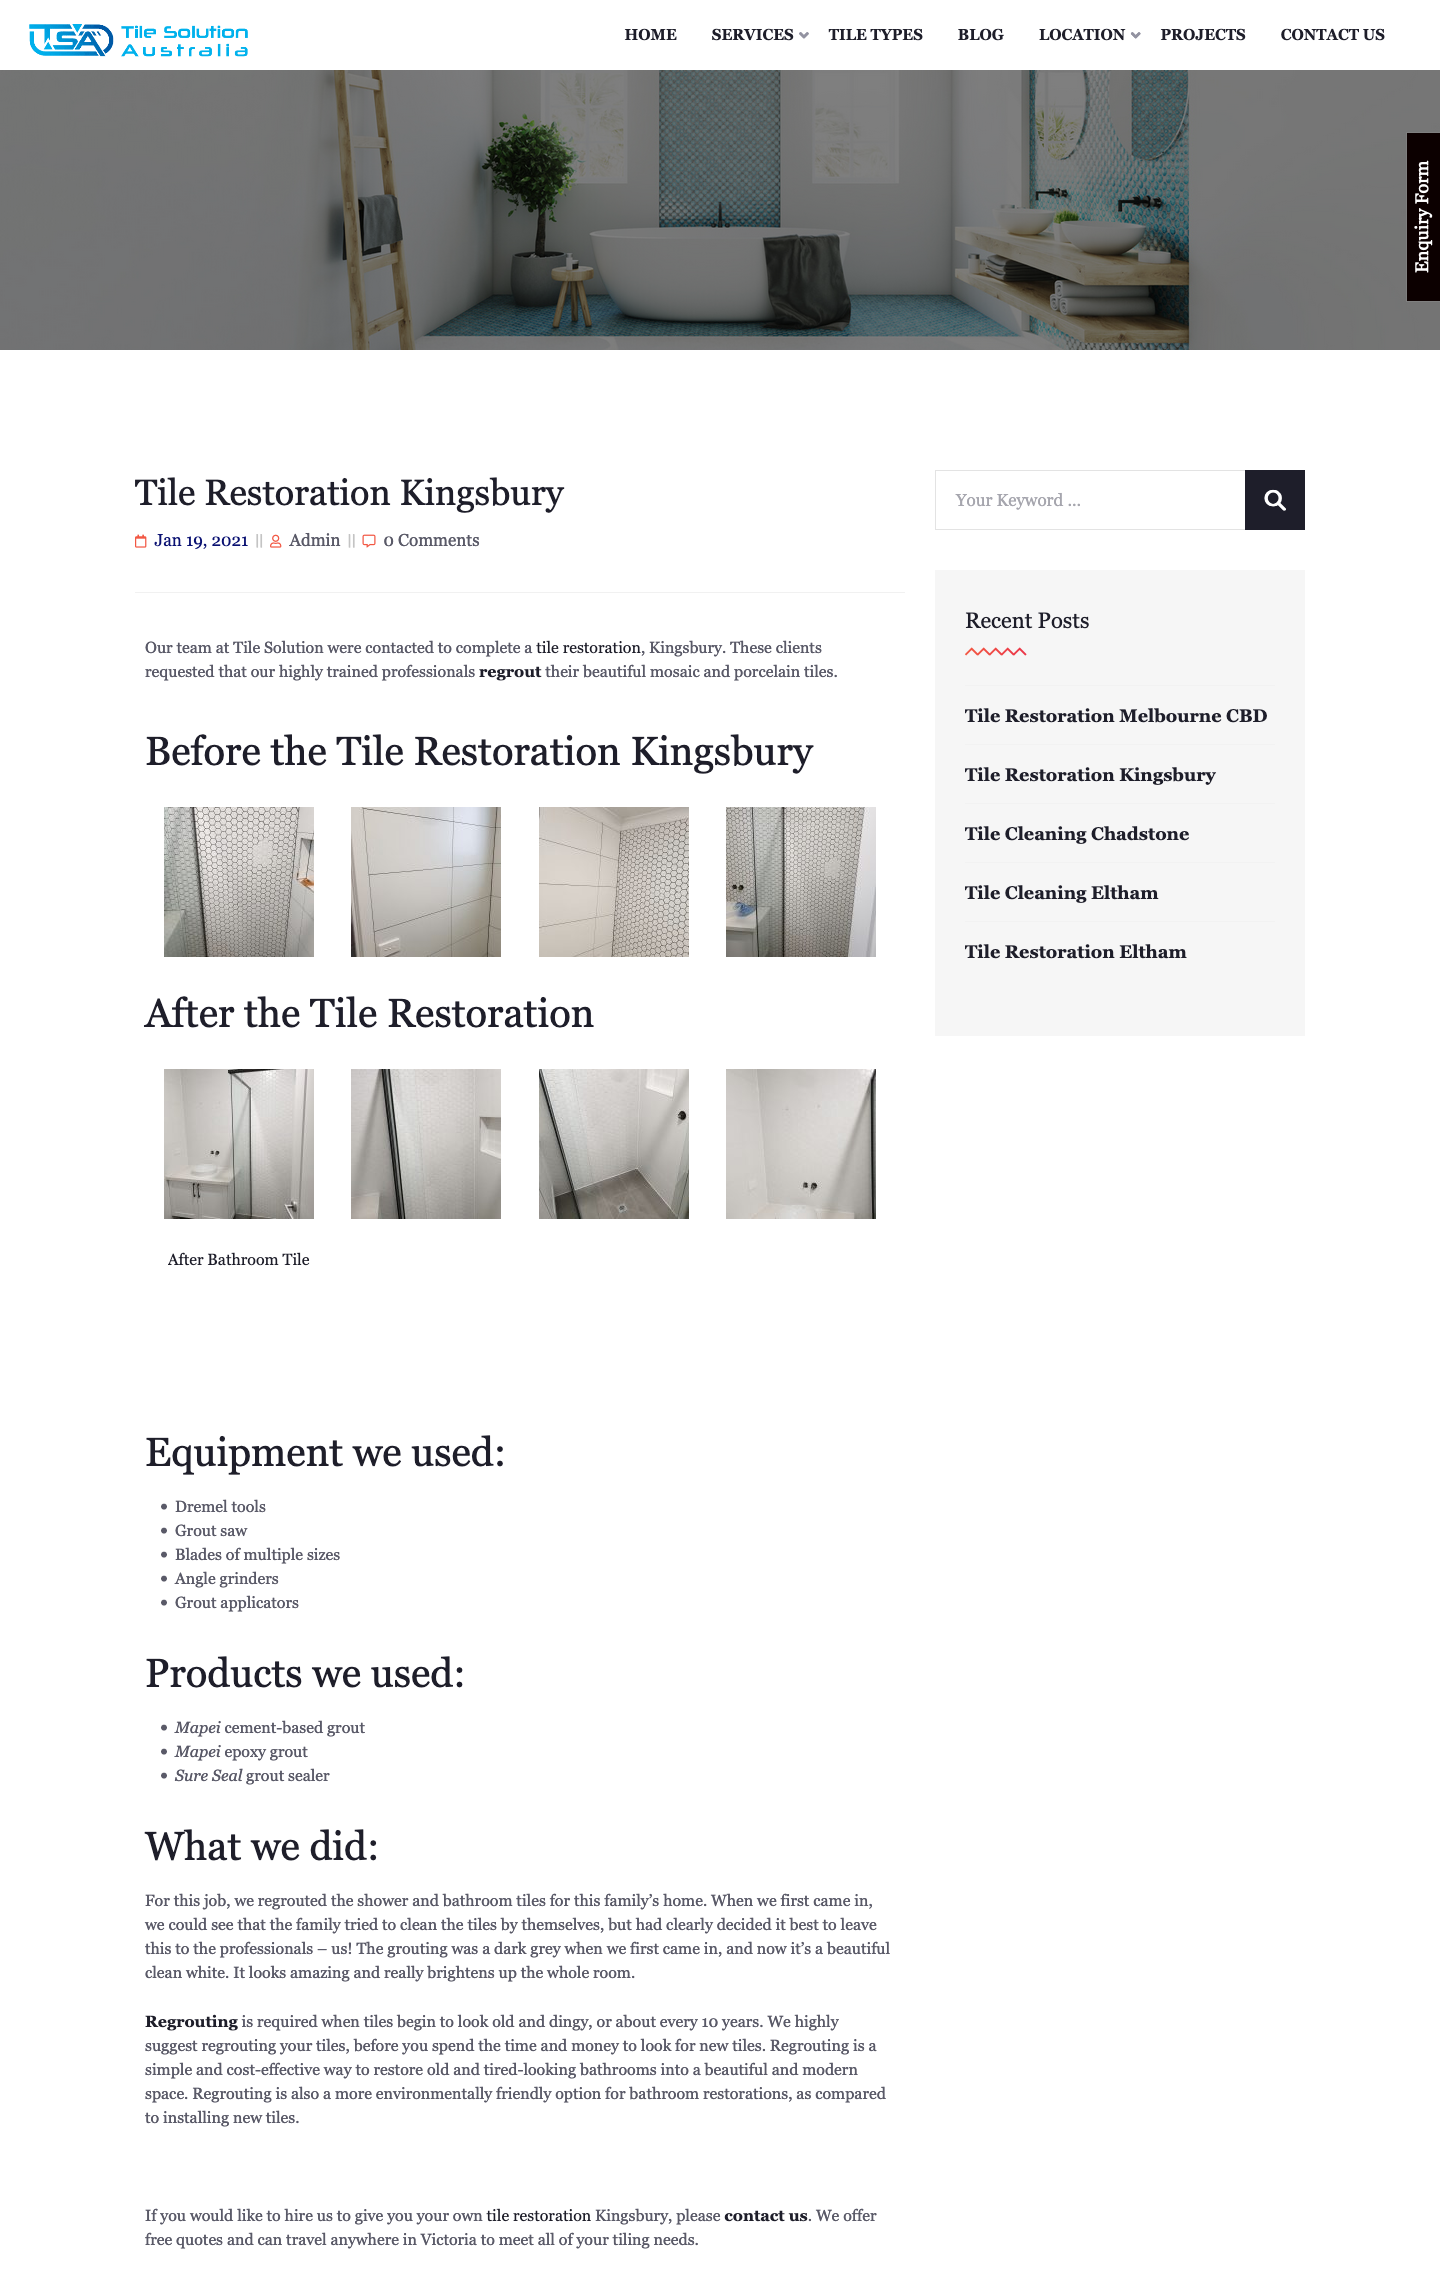 TSA Tile Solution
Australia
HOME SERVICES TILE TYPES BLOG LOCATION PROJECTS CONTACT US
Enquiry Form
Tile Restoration Kingsbury
Jan 19, 2021 || Admin || 0 Comments
Your Keyword ...
Our team at Tile Solution were contacted to complete a tile restoration, Kingsbury. These clients
requested that our highly trained professionals regrout their beautiful mosaic and porcelain tiles.
Before the Tile Restoration Kingsbury
After the Tile Restoration
After Bathroom Tile
Recent Posts
Tile Restoration Melbourne CBD
Tile Restoration Kingsbury
Tile Cleaning Chadstone
Tile Cleaning Eltham
Tile Restoration Eltham
Equipment we used:
• Dremel tools
• Grout saw
• Blades of multiple sizes
• Angle grinders
• Grout applicators
Products we used:
• Mapei cement-based grout
• Mapei epoxy grout
• Sure Seal grout sealer
What we did:
For this job, we regrouted the shower and bathroom tiles for this family’s home. When we first came in,
we could see that the family tried to clean the tiles by themselves, but had clearly decided it best to leave
this to the professionals – us! The grouting was a dark grey when we first came in, and now it’s a beautiful
clean white. It looks amazing and really brightens up the whole room.
Regrouting is required when tiles begin to look old and dingy, or about every 10 years. We highly
suggest regrouting your tiles, before you spend the time and money to look for new tiles. Regrouting is a
simple and cost-effective way to restore old and tired-looking bathrooms into a beautiful and modern
space. Regrouting is also a more environmentally friendly option for bathroom restorations, as compared
to installing new tiles.
If you would like to hire us to give you your own tile restoration Kingsbury, please contact us. We offer
free quotes and can travel anywhere in Victoria to meet all of your tiling needs.